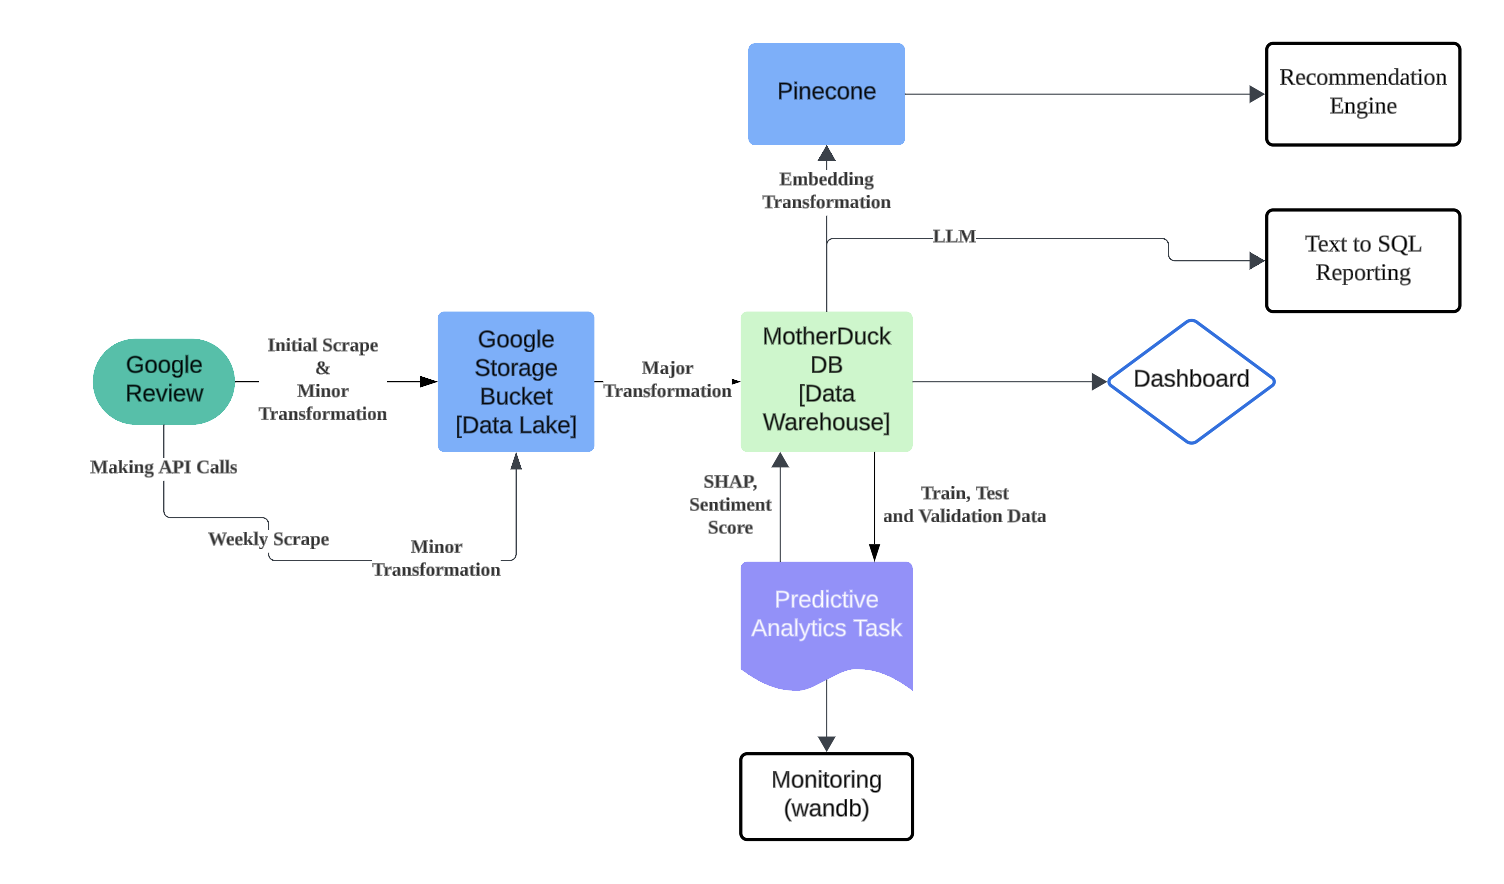 Pinecone
Recommendation
Engine
Embedding
Transformation
LLM
Text to SQL
Reporting
Google
Review
Initial Scrape
&
Minor
Transformation
Google
Storage
Bucket
[Data Lake]
Major
Transformation
MotherDuck
DB
[Data
Warehouse]
Dashboard
Making API Calls
Weekly Scrape
Minor
Transformation
SHAP,
Sentiment
Score
Train, Test
and Validation Data
Predictive
Analytics Task
Monitoring
(wandb)